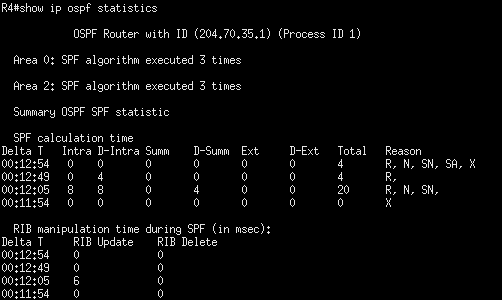 R4#show ip ospf statistics
OSPF Router with ID (204.70.35.1) (Process ID 1)
Area 0: SPF algorithm executed 3 times
Area 2: SPF algorithm executed 3 times
Summary OSPF SPF statistic
SPF calculation time
Delta T Intra D-Intra Summ D-Summ Ext D-Ext Total Reason
00:12:54 0 0 0 0 0 0 4 R, N, SN, SA, X
00:12:49 0 4 0 0 0 0 4 R,
00:12:05 8 8 0 4 0 0 20 R, N, SN,
00:11:54 0 0 0 0 0 0 0 X
RIB manipulation time during SPF (in msec):
Delta T RIB Update RIB Delete
00:12:54 0 0
00:12:49 0 0
00:12:05 6 0
00:11:54 0 0